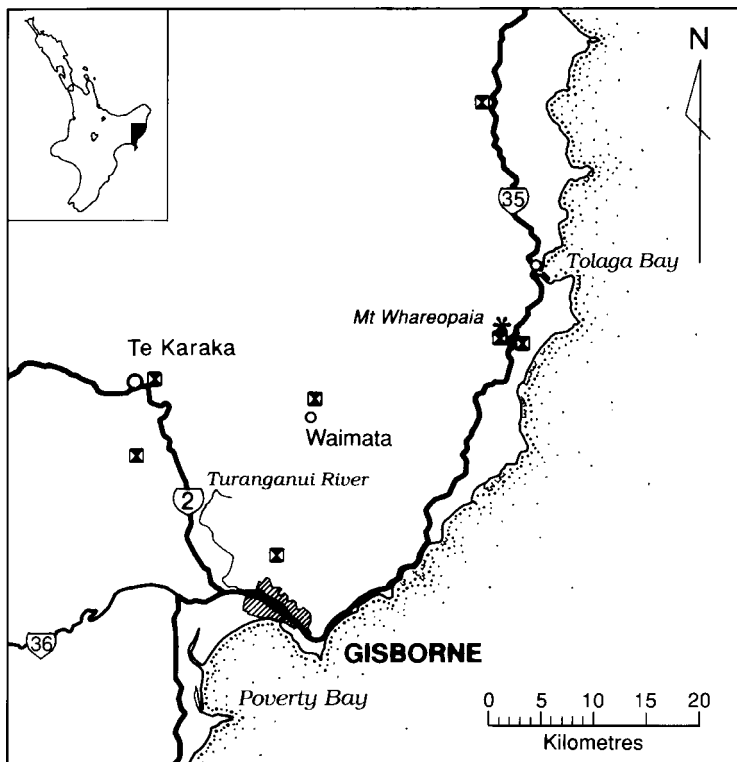 N
35
Tolaga Bay
Mt Whareopaia
Te Karaka
Waimata
Turanganui River
2
36
GISBORNE
Poverty Bay
0 5 10 15 20
Kilometres